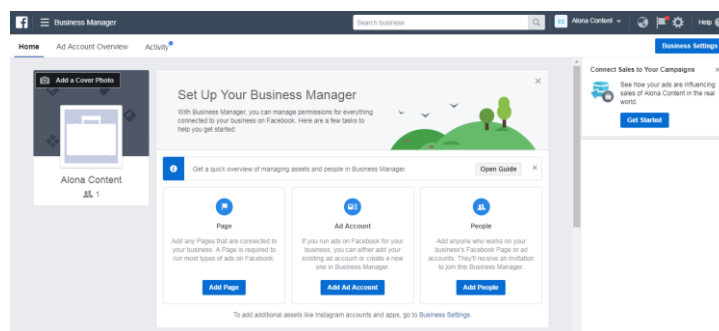 Business Manager
Search business
Alona Content
Help
Home
Ad Account Overview
Activity
Business Settings
Add a Cover Photo
Alona Content
1
Set Up Your Business Manager
With Business Manager, you can manage permissions for everything
connected to your business on Facebook. Here are a few tasks to
help you get started:
Get a quick overview of managing assets and people in Business Manager.
Open Guide
Page
Add any Pages that are connected to
your business. A Page is required to
run most types of ads on Facebook.
Add Page
Ad Account
If you run ads on Facebook for your
business, you can either add your
existing ad account or create a new
one in Business Manager.
Add Ad Account
People
Add anyone who works on your
business's Facebook Page or ad
accounts. They'll receive an invitation
to join this Business Manager.
Add People
To add additional assets like Instagram accounts and apps, go to Business Settings.
Connect Sales to Your Campaigns
See how your ads are influencing
sales of Alona Content in the real
world.
Get Started